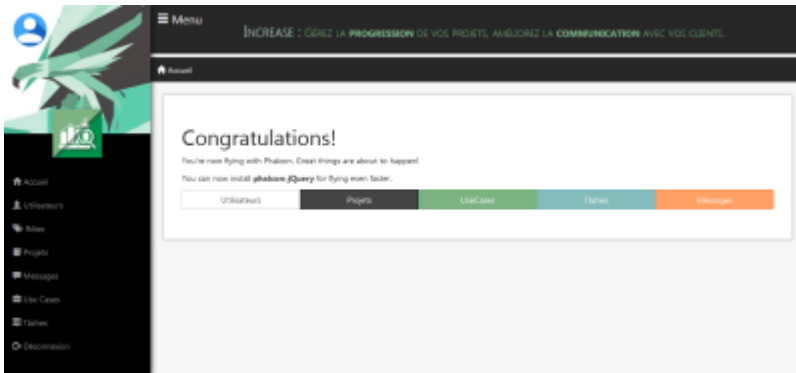 Menu
INCREASE : GÉREZ LA PROGRESSION DE VOS PROJETS, AMÉLIOREZ LA COMMUNICATION AVEC VOS CLIENTS.
Accueil
Congratulations!
You're now flying with Phalcon. Great things are about to happen!
You can now install phalcon-jQuery for flying even faster.
Utilisateurs Projets UseCases Tâches Messages
Accueil
Utilisateurs
Rôles
Projets
Messages
Use Cases
Tâches
Déconnexion